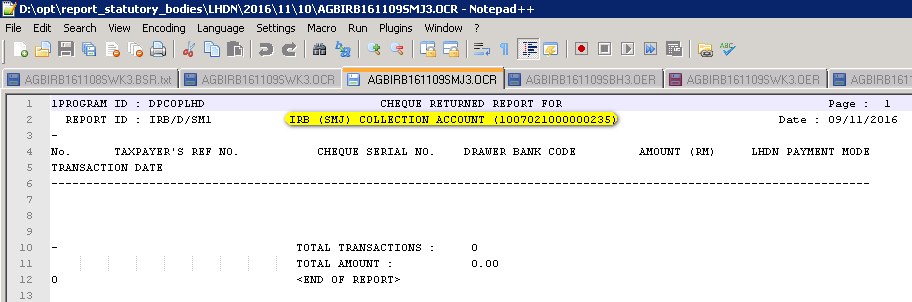 D:\opt\report_statutory_bodies\LHDN\2016\11\10\AGBIRB161109SMJ3.OCR - Notepad++
File Edit Search View Encoding Language Settings Macro Run Plugins Window ?
AGBIRB161108SWK3.BSR.txt AGBIRB161109SWK3.OCR AGBIRB161109SMJ3.OCR AGBIRB161109SBH3.OER AGBIRB161109SWK3.OER AGBIRB161109
1 1PROGRAM ID : DPCOPLHD CHEQUE RETURNED REPORT FOR Page : 1
2 REPORT ID : IRB/D/SM1 IRB (SMJ) COLLECTION ACCOUNT (1007021000000235) Date : 09/11/2016
3 -
4 No. TAXPAYER'S REF NO. CHEQUE SERIAL NO. DRAWER BANK CODE AMOUNT (RM) LHDN PAYMENT MODE
5 TRANSACTION DATE
6 ------------------------------------------------------------------------------------------------------------------------
7
8
9
10 - TOTAL TRANSACTIONS : 0
11 TOTAL AMOUNT : 0.00
12 0 <END OF REPORT>
13